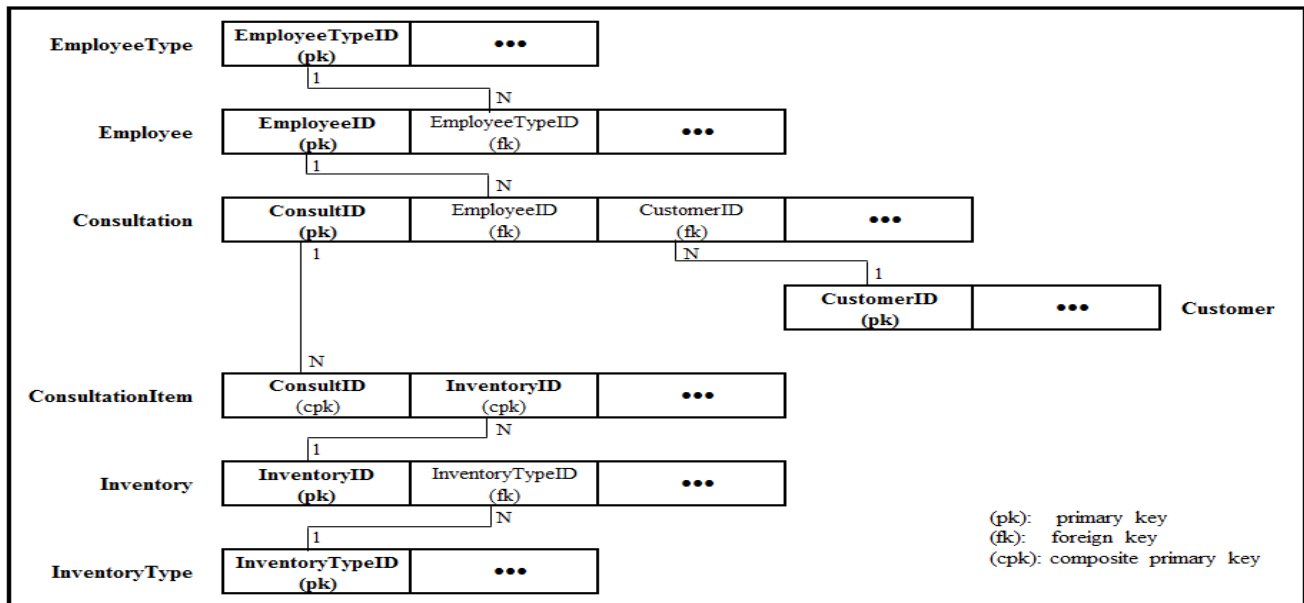 EmployeeType EmployeeTypeID •••
(pk)
1
N
Employee EmployeeID EmployeeTypeID •••
(pk) (fk)
1
N
Consultation ConsultID EmployeeID CustomerID •••
(pk) (fk) (fk)
1 N
1
CustomerID ••• Customer
(pk)
N
ConsultationItem ConsultID InventoryID •••
(cpk) (cpk)
N
1
Inventory InventoryID InventoryTypeID •••
(pk) (fk)
N
1
InventoryType InventoryTypeID •••
(pk)
(pk): primary key
(fk): foreign key
(cpk): composite primary key